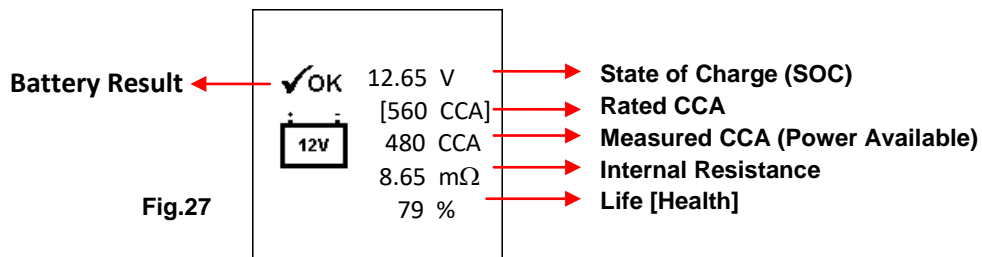 Battery Result
✓OK
12.65 V
State of Charge (SOC)
[560 CCA]
Rated CCA
+ -
12V
480 CCA
Measured CCA (Power Available)
8.65 mΩ
Internal Resistance
79 %
Life [Health]
Fig.27